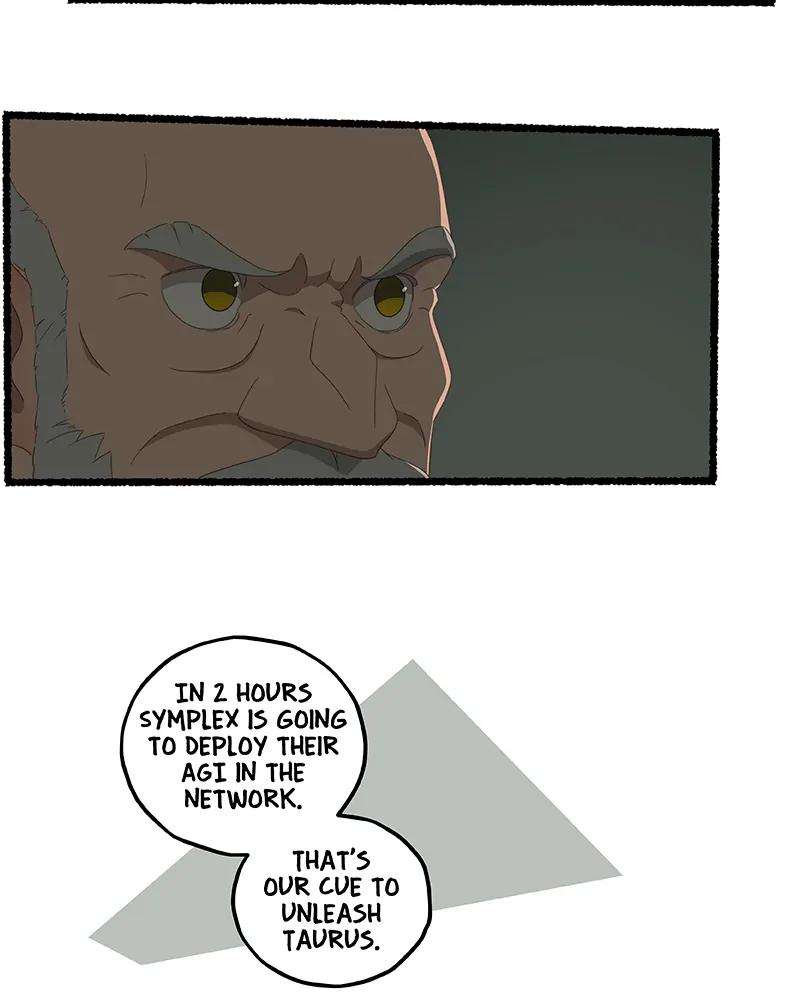 IN 2 HOURS
SYMPLEX IS GOING
TO DEPLOY THEIR
AGI IN THE
NETWORK.
THAT'S
OUR CUE TO
UNLEASH
TAURUS.